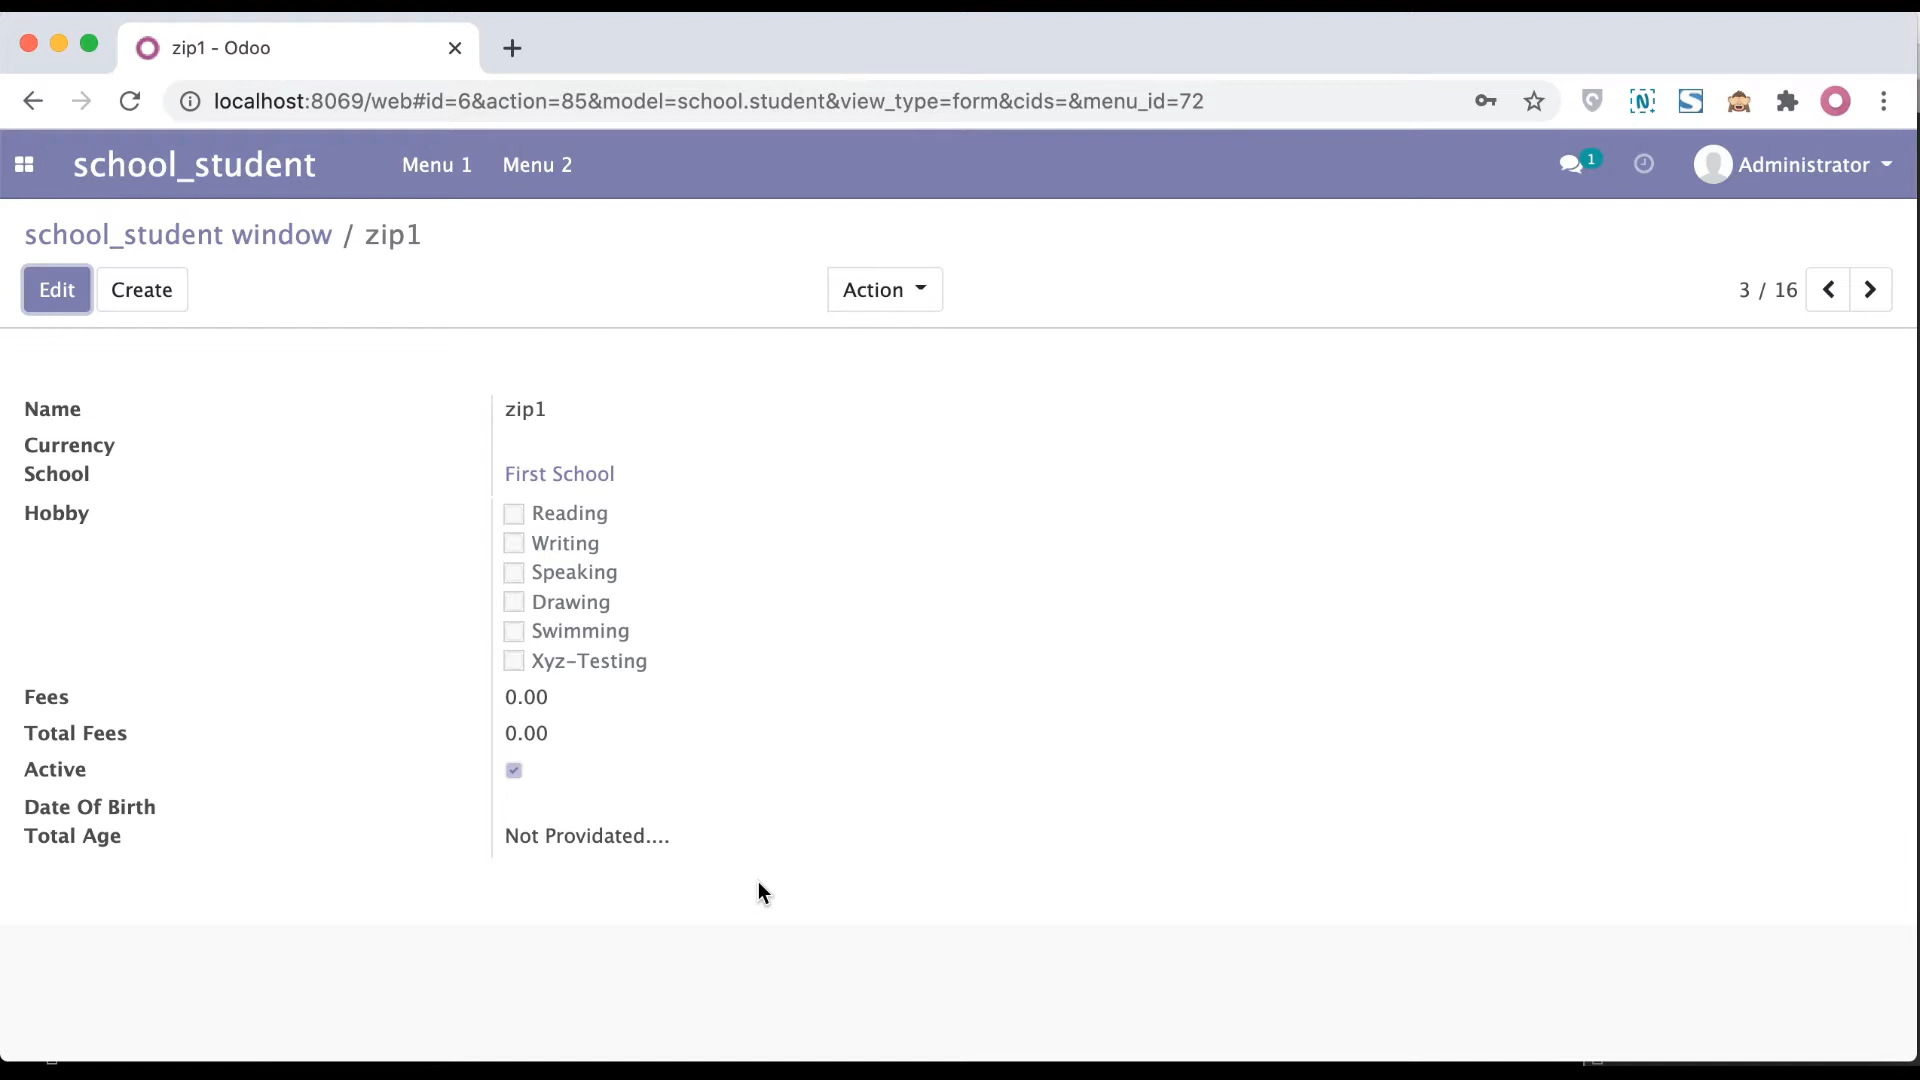 zip1 - Odoo
localhost:8069/web#id=6&action=85&model=school.student&view_type=form&cids=&menu_id=72
school_student Menu 1 Menu 2 1 Administrator
school_student window / zip1
Edit Create Action 3 / 16
Name zip1
Currency
School First School
Hobby Reading
Writing
Speaking
Drawing
Swimming
Xyz-Testing
Fees 0.00
Total Fees 0.00
Active
Date Of Birth
Total Age Not Providated....